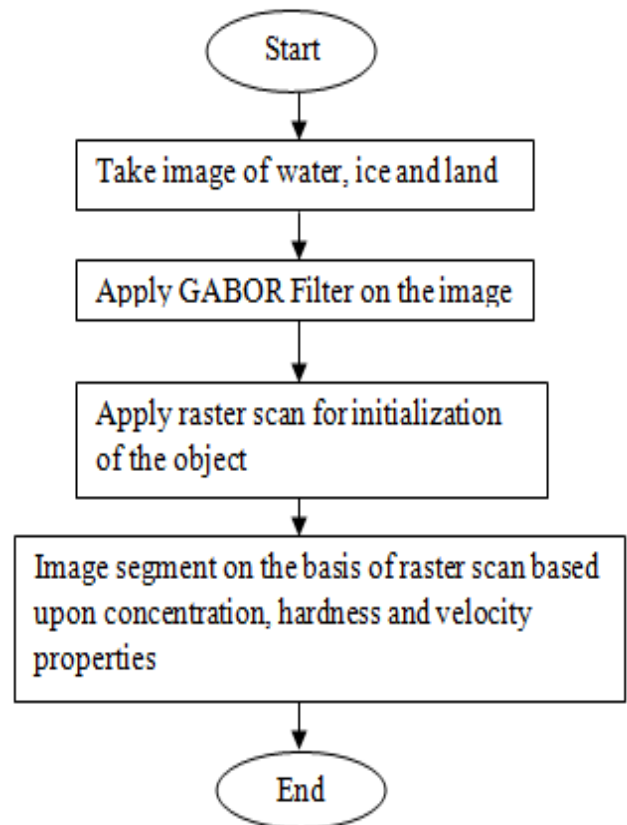 Start
Take image of water, ice and land
Apply GABOR Filter on the image
Apply raster scan for initialization
of the object
Image segment on the basis of raster scan based
upon concentration, hardness and velocity
properties
End